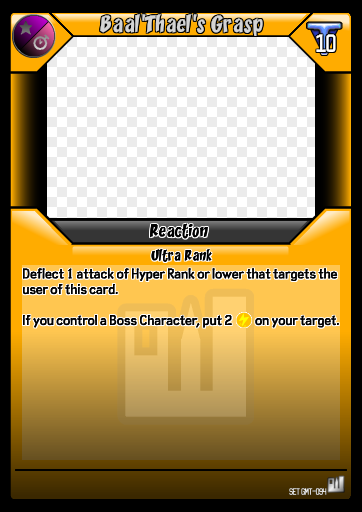 Baal'Thael's Grasp
10
Reaction
Ultra Rank
Deflect 1 attack of Hyper Rank or lower that targets the
user of this card.
If you control a Boss Character, put 2 on your target.
SET GMT-094